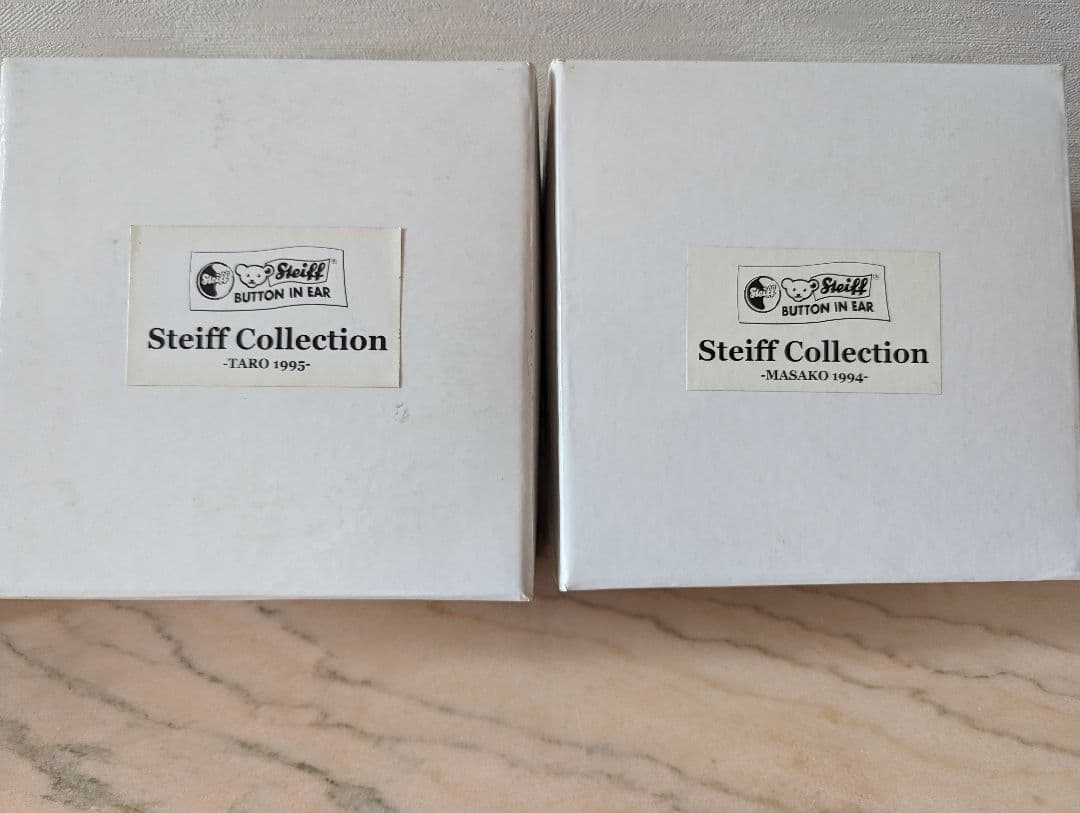 Steiff
Steiff
BUTTON IN EAR
Steiff Collection
-TARO 1995-
Steiff
Steiff
BUTTON IN EAR
Steiff Collection
-MASAKO 1994-